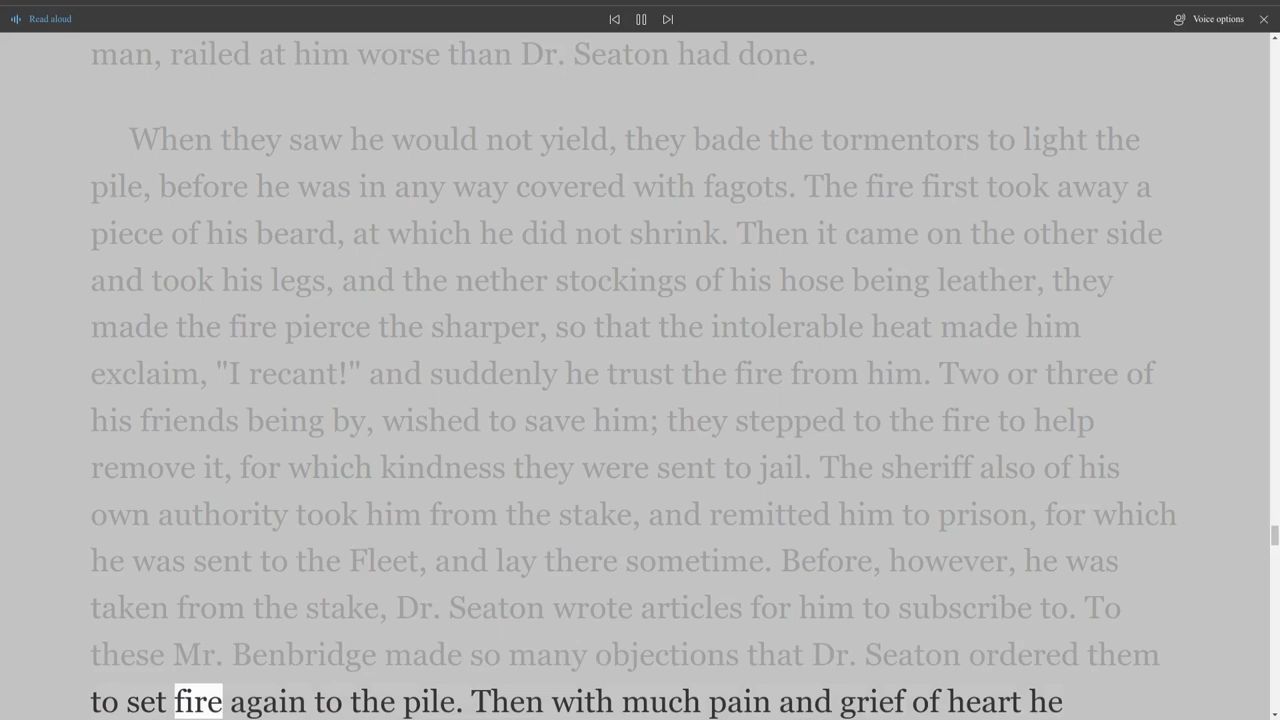 Read aloud
Voice options
man, railed at him worse than Dr. Seaton had done.
When they saw he would not yield, they bade the tormentors to light the
pile, before he was in any way covered with fagots. The fire first took away a
piece of his beard, at which he did not shrink. Then it came on the other side
and took his legs, and the nether stockings of his hose being leather, they
made the fire pierce the sharper, so that the intolerable heat made him
exclaim, "I recant!" and suddenly he trust the fire from him. Two or three of
his friends being by, wished to save him; they stepped to the fire to help
remove it, for which kindness they were sent to jail. The sheriff also of his
own authority took him from the stake, and remitted him to prison, for which
he was sent to the Fleet, and lay there sometime. Before, however, he was
taken from the stake, Dr. Seaton wrote articles for him to subscribe to. To
these Mr. Benbridge made so many objections that Dr. Seaton ordered them
to set fire again to the pile. Then with much pain and grief of heart he